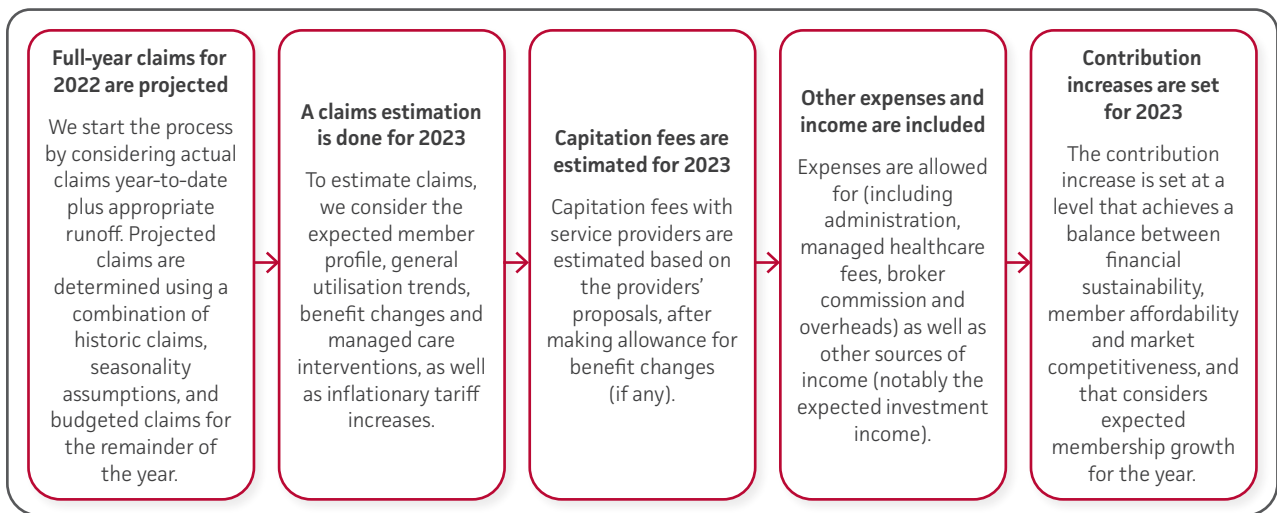 Full-year claims for
2022 are projected
We start the process
by considering actual
claims year-to-date
plus appropriate
runoff. Projected
claims are
determined using a
combination of
historic claims,
seasonality
assumptions, and
budgeted claims for
the remainder of
the year.
A claims estimation
is done for 2023
To estimate claims,
we consider the
expected member
profile, general
utilisation trends,
benefit changes and
managed care
interventions, as well
as inflationary tariff
increases.
Capitation fees are
estimated for 2023
Capitation fees with
service providers are
estimated based on
the providers’
proposals, after
making allowance for
benefit changes
(if any).
Other expenses and
income are included
Expenses are allowed
for (including
administration,
managed healthcare
fees, broker
commission and
overheads) as well as
other sources of
income (notably the
expected investment
income).
Contribution
increases are set
for 2023
The contribution
increase is set at a
level that achieves a
balance between
financial
sustainability,
member affordability
and market
competitiveness, and
that considers
expected
membership growth
for the year.